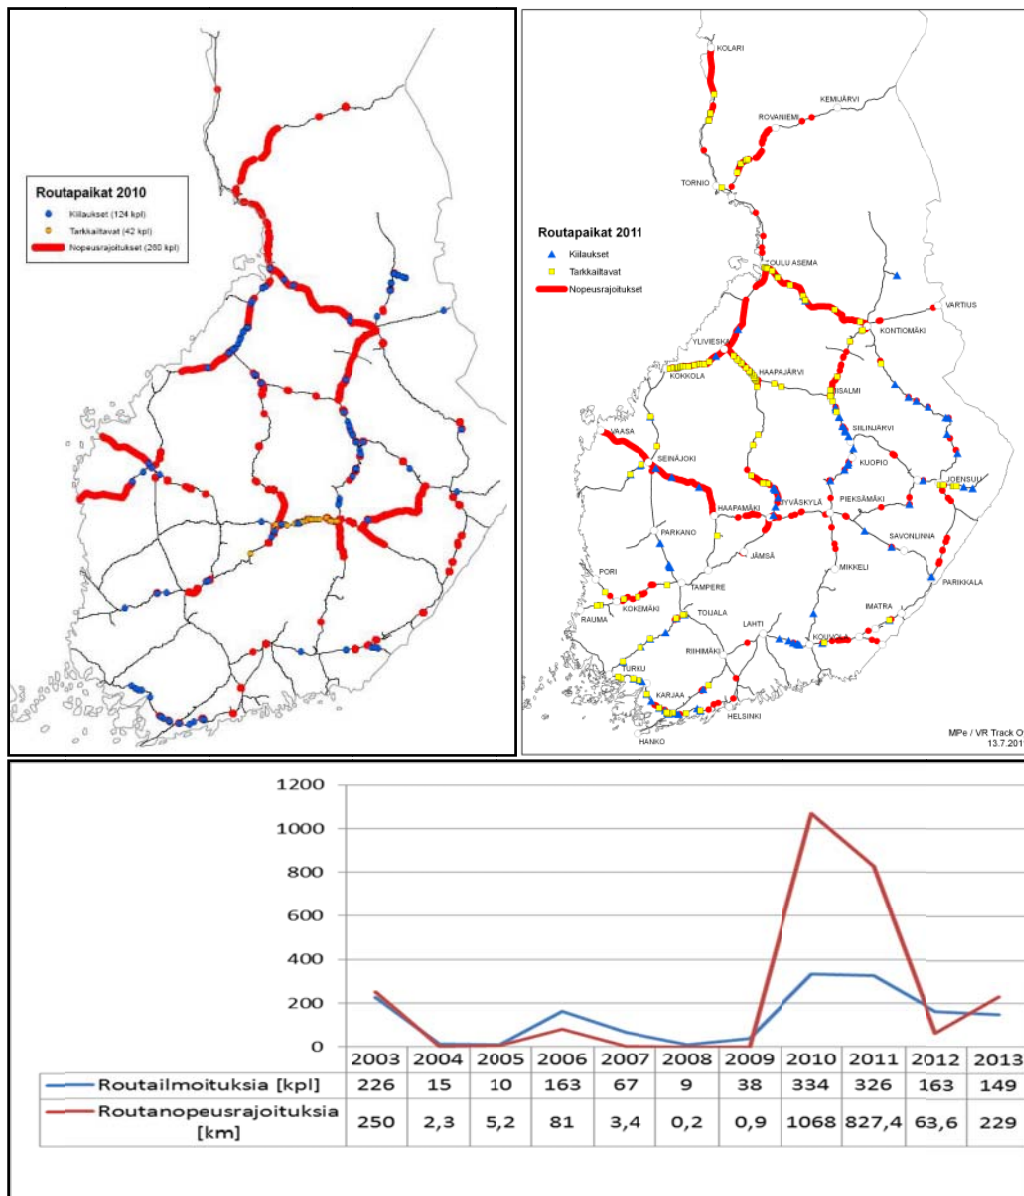 Routapaikat 2010
Kiilaukset (124 kpl)
Tarkkailtavat (42 kpl)
Nopeusrajoitukset (260 kpl)
KOLARI
KEMIJÄRVI
ROVANIEMI
TORNIO
Routapaikat 2011
Kiilaukset
Tarkkailtavat
Nopeusrajoitukset
OULU ASEMA
VARTIUS
KONTIOMÄKI
YLIVIESKA
KOKKOLA
HAAPAJÄRVI
IISALMI
SIILINJÄRVI
VAASA
SEINÄJOKI
KUOPIO
JOENSUU
HAAPAMÄKI
JYVÄSKYLÄ
PIEKSÄMÄKI
PARKANO
SAVONLINNA
JÄMSÄ
PORI
TAMPERE
MIKKELI
PARIKKALA
RAUMA
KOKEMÄKI
TOIJALA
IMATRA
LAHTI
KOUVOLA
RIIHIMÄKI
TURKU
KARJAA
HELSINKI
HANKO
MPe / VR Track O
13.7.201
1200
1000
800
600
400
200
0
2003 2004 2005 2006 2007 2008 2009 2010 2011 2012 2013
Routailmoituksia [kpl] 226 15 10 163 67 9 38 334 326 163 149
Routanopeusrajoituksia [km] 250 2,3 5,2 81 3,4 0,2 0,9 1068 827,4 63,6 229